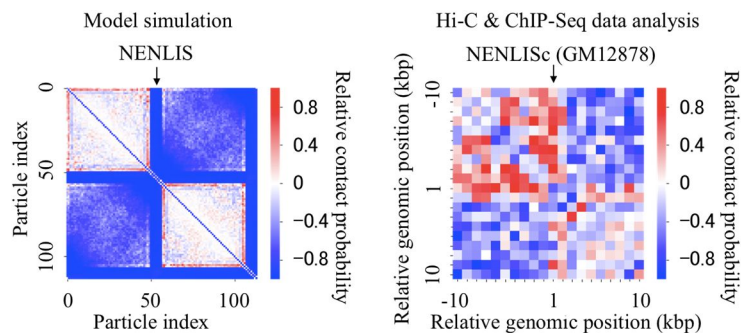 Model simulation
NENLIS
0
50
100
Particle index
0
50
100
Particle index
0.8
0.4
0
−0.4
−0.8
Relative contact probability
Hi-C & ChIP-Seq data analysis
NENLISc (GM12878)
-10
1
10
Relative genomic position (kbp)
-10
1
10
Relative genomic position (kbp)
0.8
0.4
0
−0.4
−0.8
Relative contact probability